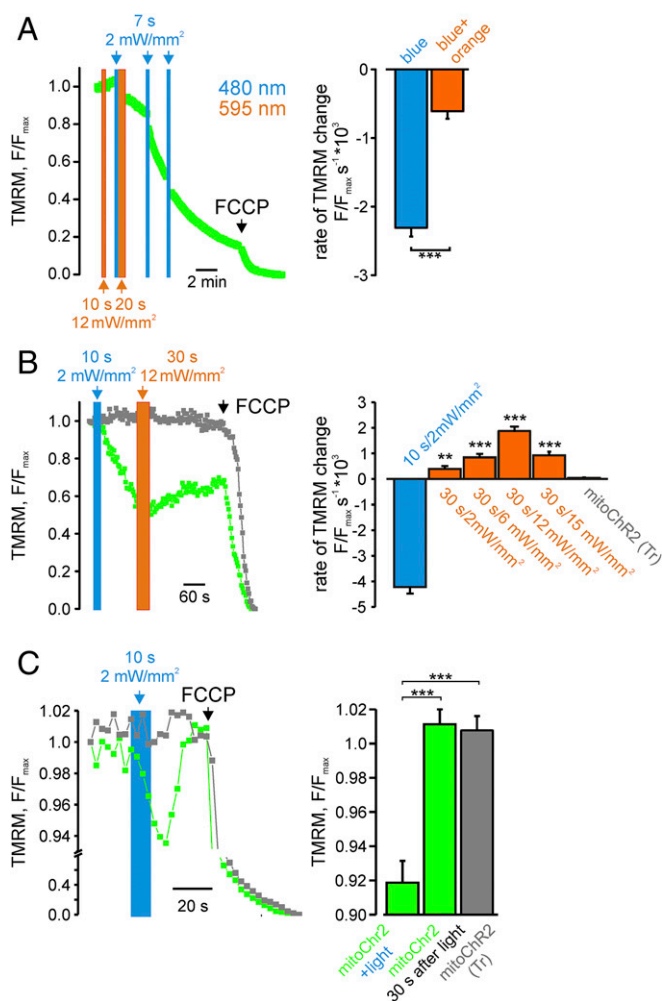 A
7 s
2 mW/mm²
480 nm
595 nm
TMRM, F/Fmax
1.0
0.8
0.6
0.4
0.2
0.0
FCCP
2 min
10 s 20 s
12 mW/mm²
blue
blue+
orange
rate of TMRM change
F/Fmax s⁻¹ *10³
0
-1
-2
-3
***
B
10 s
2 mW/mm²
30 s
12 mW/mm²
FCCP
TMRM, F/Fmax
1.0
0.8
0.6
0.4
0.2
0.0
60 s
rate of TMRM change
F/Fmax s⁻¹ *10³
3
2
1
0
-1
-2
-3
-4
-5
10 s/2mW/mm²
**
***
***
***
30 s/2mW/mm²
30 s/6 mW/mm²
30 s/12 mW/mm²
30 s/15 mW/mm²
mitoChR2 (Tr)
C
10 s
2 mW/mm²
FCCP
TMRM, F/Fmax
1.02
1.00
0.98
0.96
0.94
0.4
0.0
20 s
TMRM, F/Fmax
1.02
1.00
0.98
0.96
0.94
0.92
0.90
***
***
mitoChr2
+light
mitoChr2
30 s after light
mitoChR2
(Tr)